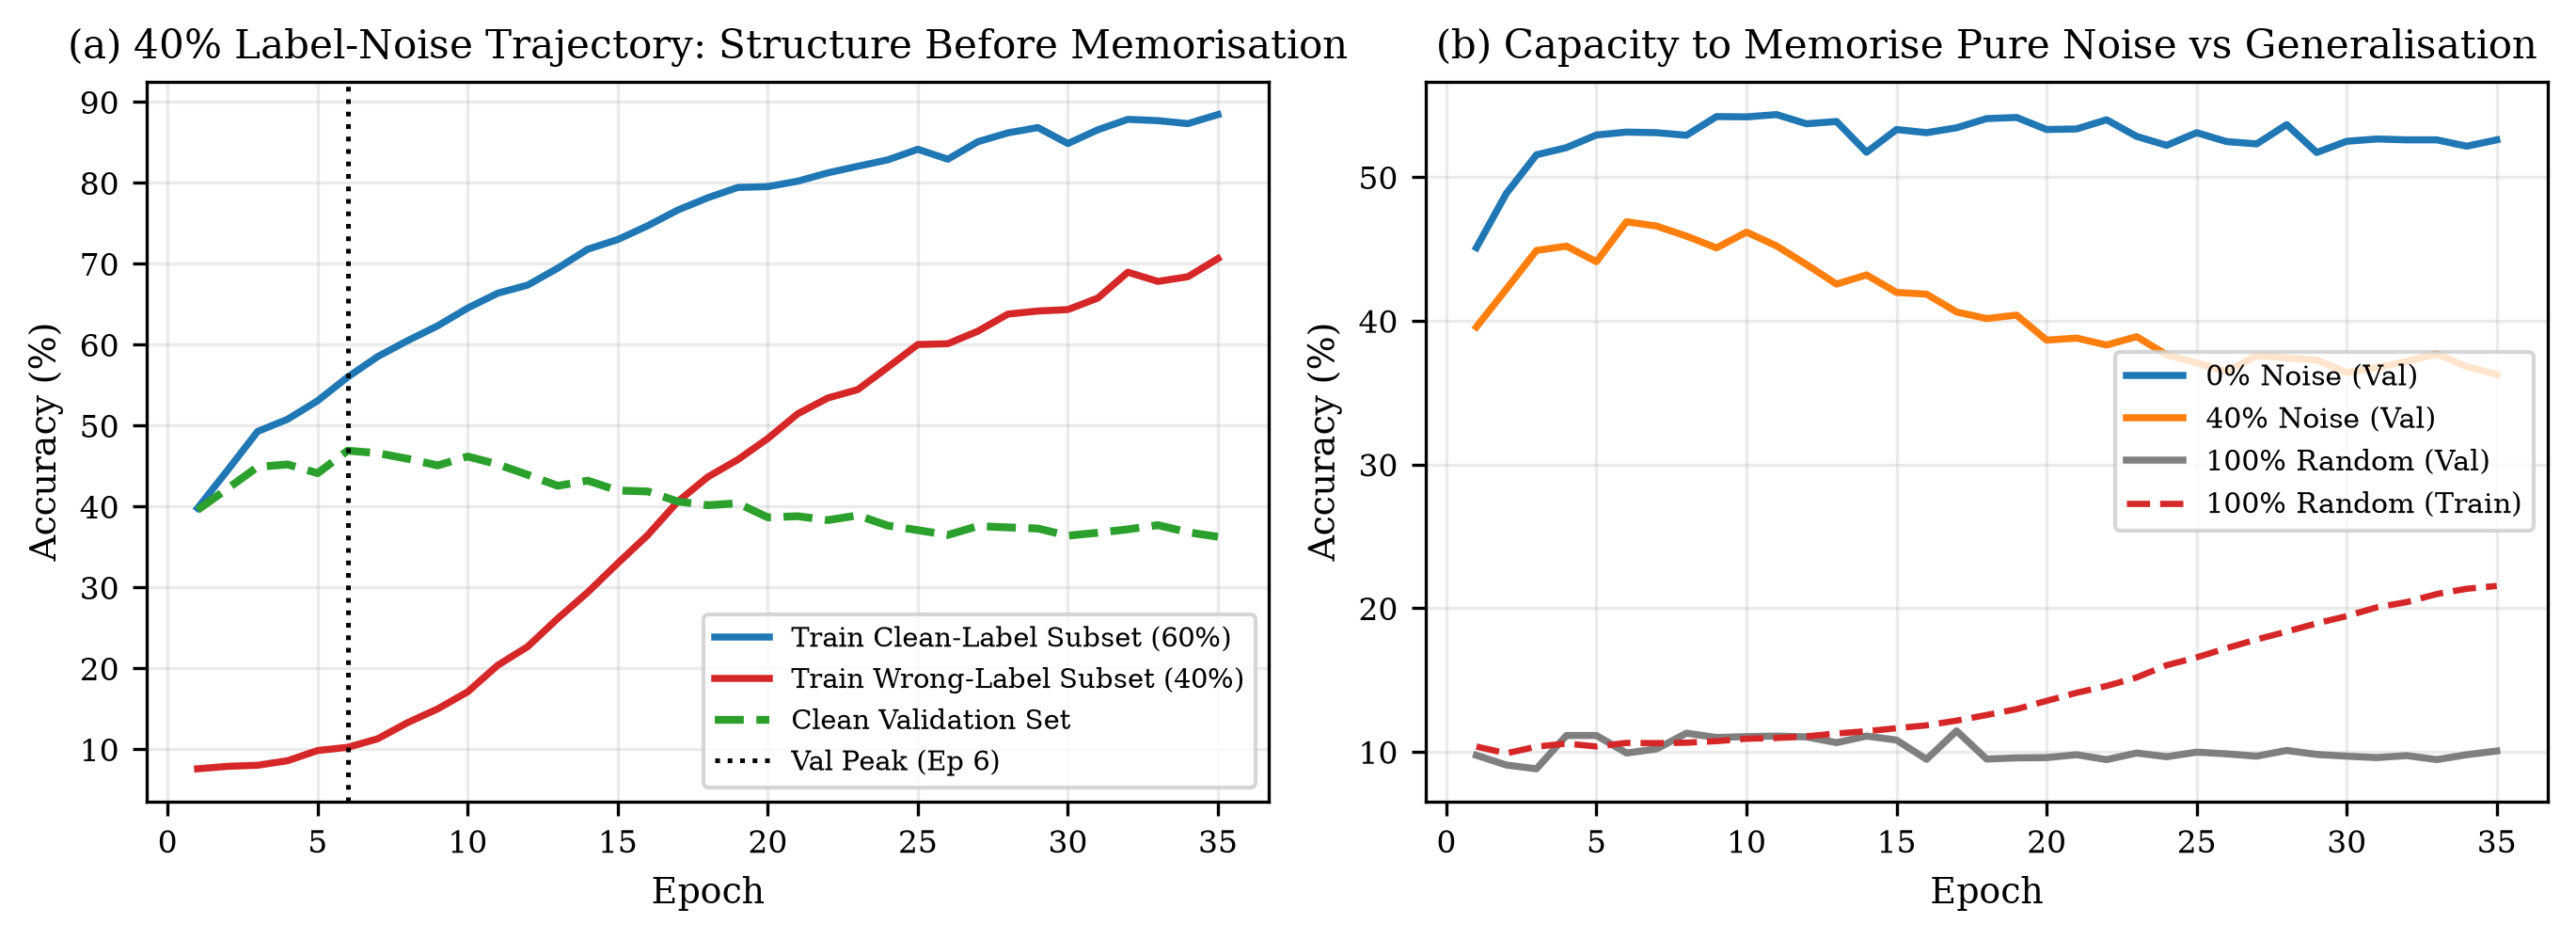 (a) 40% Label-Noise Trajectory: Structure Before Memorisation
90
80
70
60
50
40
30
20
10
Accuracy (%)
Train Clean-Label Subset (60%)
Train Wrong-Label Subset (40%)
Clean Validation Set
Val Peak (Ep 6)
0 5 10 15 20 25 30 35
Epoch
(b) Capacity to Memorise Pure Noise vs Generalisation
50
40
30
20
10
Accuracy (%)
0% Noise (Val)
40% Noise (Val)
100% Random (Val)
100% Random (Train)
0 5 10 15 20 25 30 35
Epoch